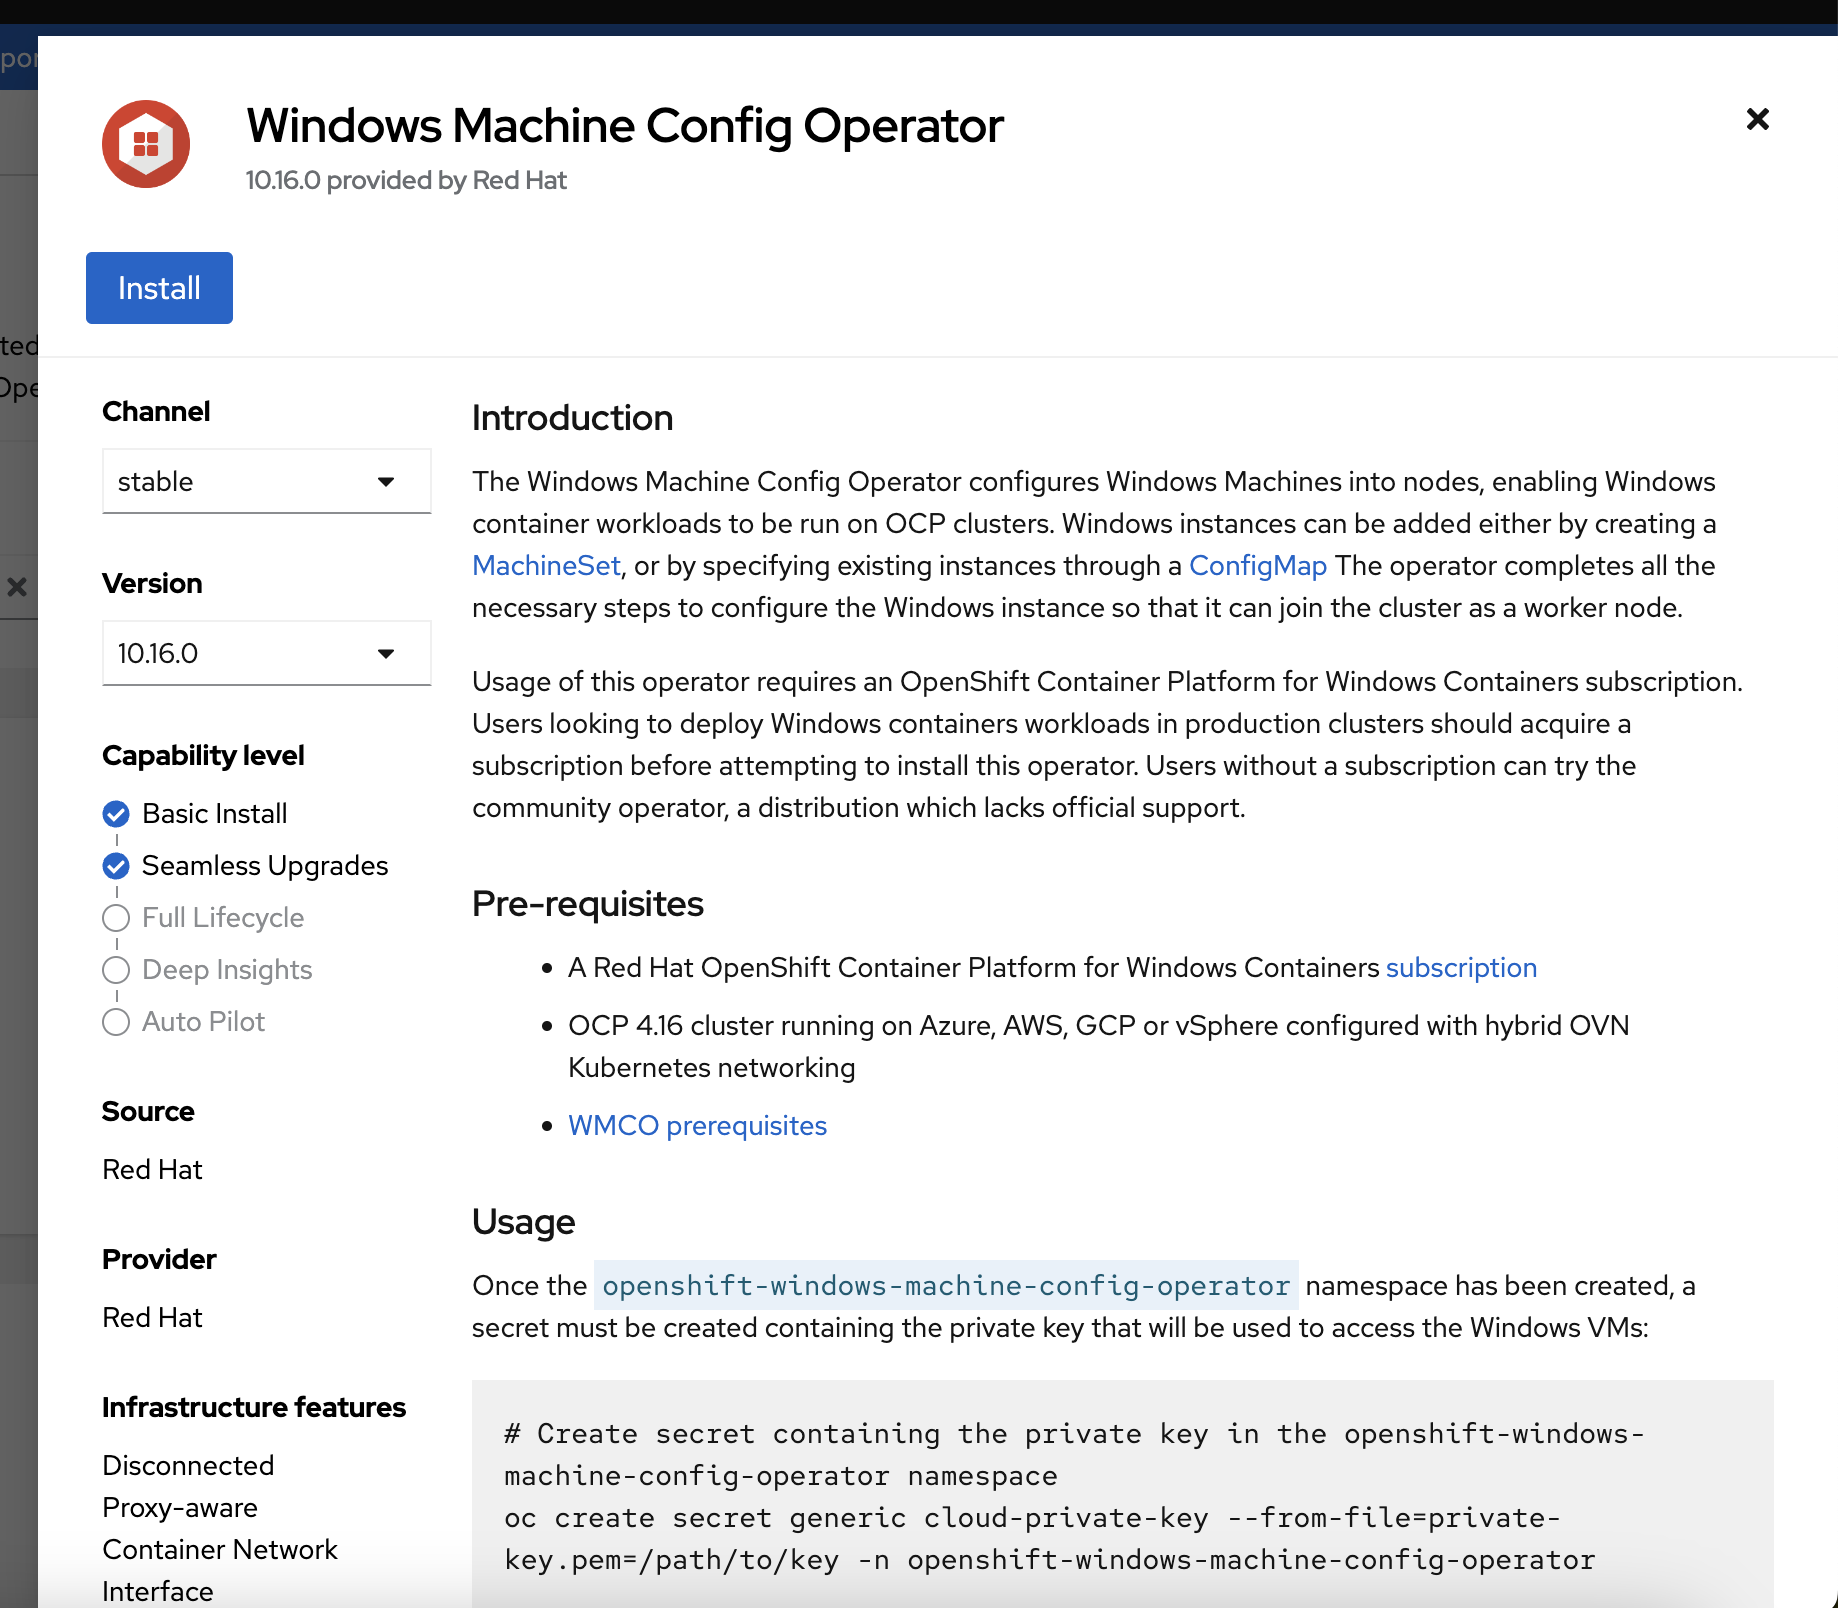 por
Windows Machine Config Operator
10.16.0 provided by Red Hat
Install
ted
Ope
Channel
stable
Version
10.16.0
Capability level
Basic Install
Seamless Upgrades
Full Lifecycle
Deep Insights
Auto Pilot
Source
Red Hat
Provider
Red Hat
Infrastructure features
Disconnected
Proxy-aware
Container Network
Interface
Introduction
The Windows Machine Config Operator configures Windows Machines into nodes, enabling Windows
container workloads to be run on OCP clusters. Windows instances can be added either by creating a
MachineSet, or by specifying existing instances through a ConfigMap The operator completes all the
necessary steps to configure the Windows instance so that it can join the cluster as a worker node.
Usage of this operator requires an OpenShift Container Platform for Windows Containers subscription.
Users looking to deploy Windows containers workloads in production clusters should acquire a
subscription before attempting to install this operator. Users without a subscription can try the
community operator, a distribution which lacks official support.
Pre-requisites
• A Red Hat OpenShift Container Platform for Windows Containers subscription
• OCP 4.16 cluster running on Azure, AWS, GCP or vSphere configured with hybrid OVN
Kubernetes networking
• WMCO prerequisites
Usage
Once the openshift-windows-machine-config-operator namespace has been created, a
secret must be created containing the private key that will be used to access the Windows VMs:
# Create secret containing the private key in the openshift-windows-
machine-config-operator namespace
oc create secret generic cloud-private-key --from-file=private-
key.pem=/path/to/key -n openshift-windows-machine-config-operator